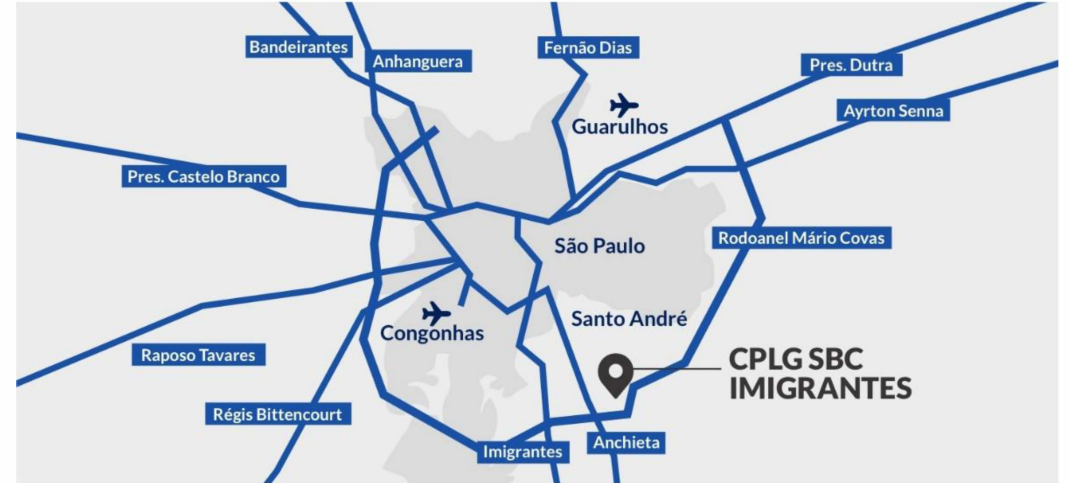 Bandeirantes
Anhanguera
Fernão Dias
Pres. Dutra
Ayrton Senna
Guarulhos
Pres. Castelo Branco
São Paulo
Rodoanel Mário Covas
Congonhas
Santo André
Raposo Tavares
CPLG SBC
IMIGRANTES
Régis Bittencourt
Imigrantes
Anchieta